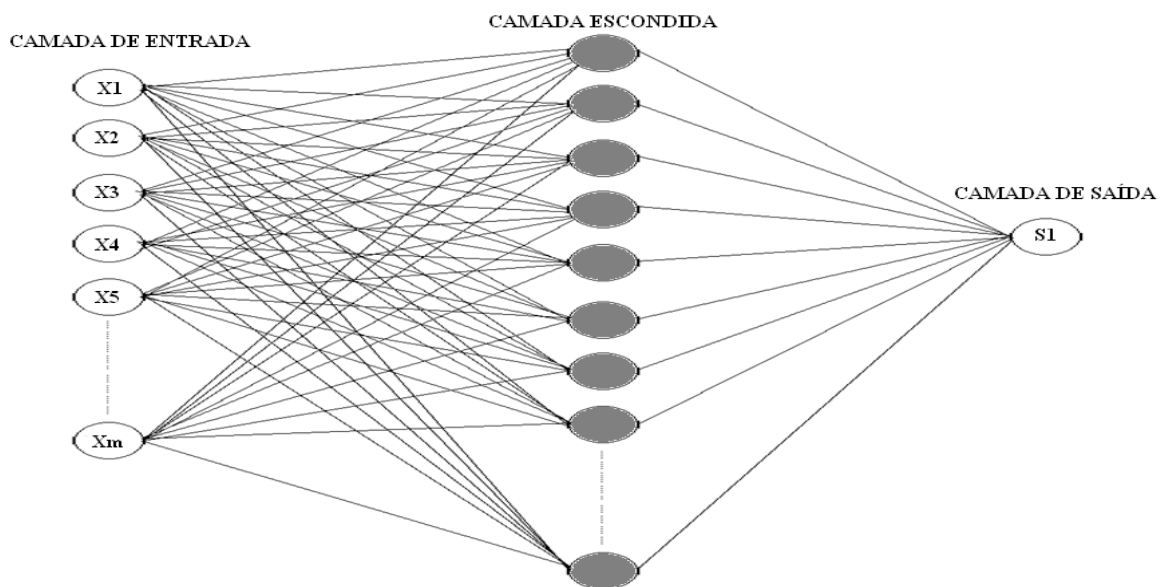 CAMADA ESCONDIDA
CAMADA DE ENTRADA
X1
X2
X3
X4
X5
Xm
CAMADA DE SAÍDA
S1